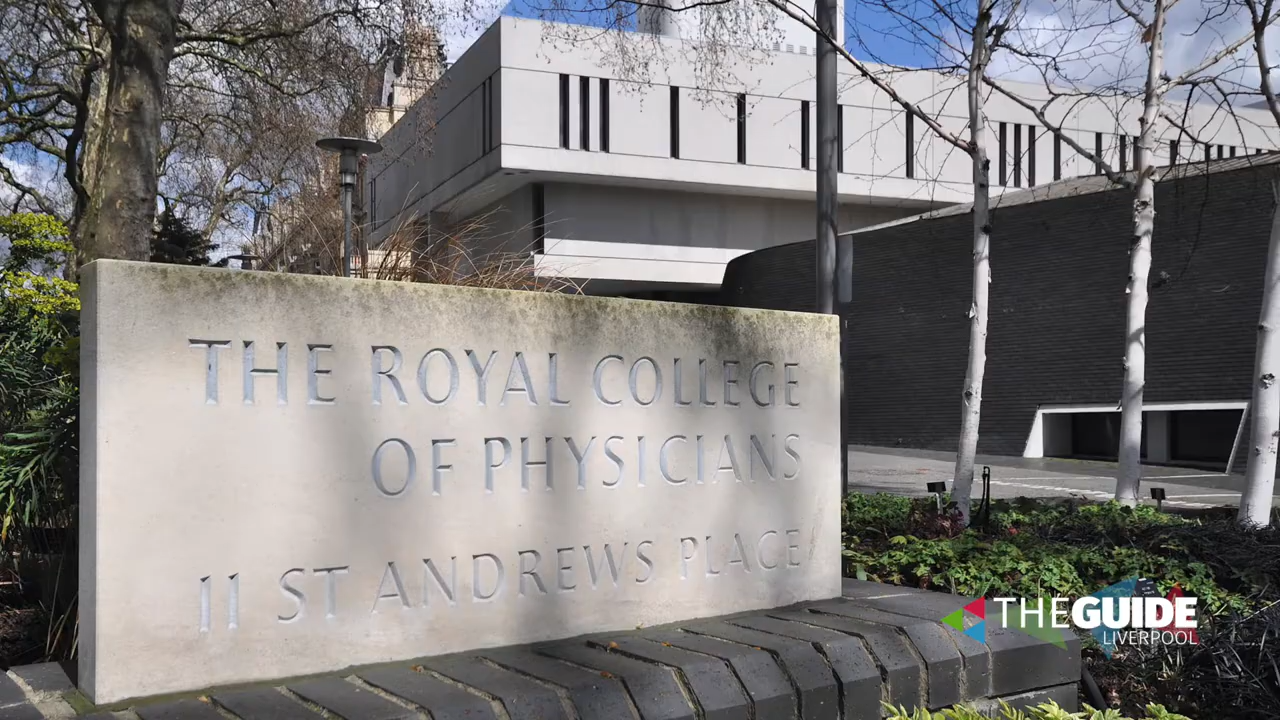 THE ROYAL COLLEGE
OF PHYSICIANS
11 ST ANDREWS PLACE
THEGUIDE
LIVERPOOL